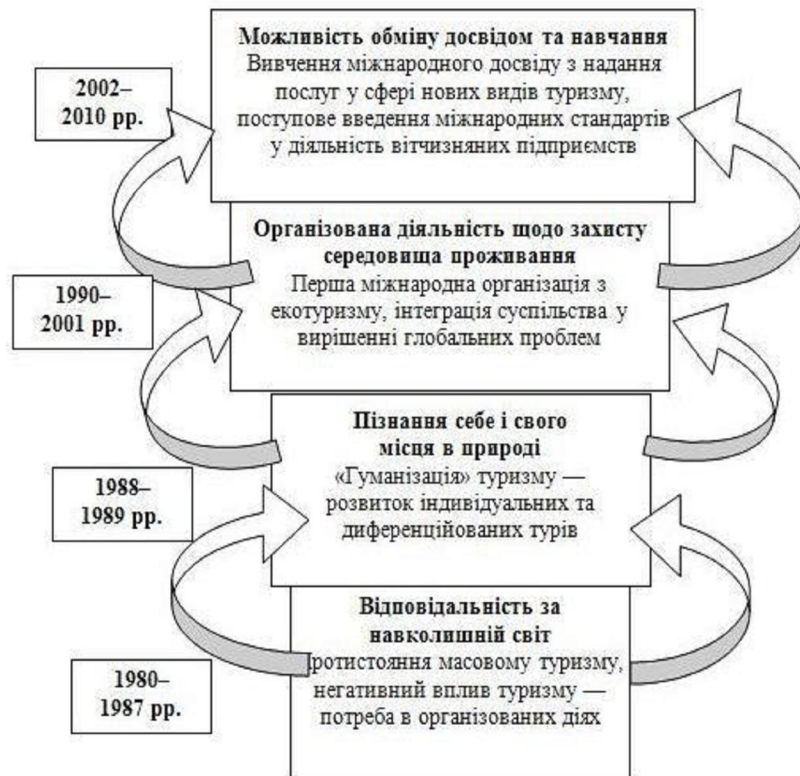 Можливість обміну досвідом та навчання
Вивчення міжнародного досвіду з надання
послуг у сфері нових видів туризму,
поступове введення міжнародних стандартів
у діяльність вітчизняних підприємств
2002–
2010 рр.
Організована діяльність щодо захисту
середовища проживання
Перша міжнародна організація з
екотуризму, інтеграція суспільства у
вирішенні глобальних проблем
1990–
2001 рр.
Пізнання себе і свого
місця в природі
«Гуманізація» туризму —
розвиток індивідуальних та
диференційованих турів
1988–
1989 рр.
Відповідальність за
навколишній світ
Протистояння масовому туризму,
негативний вплив туризму —
потреба в організованих діях
1980–
1987 рр.